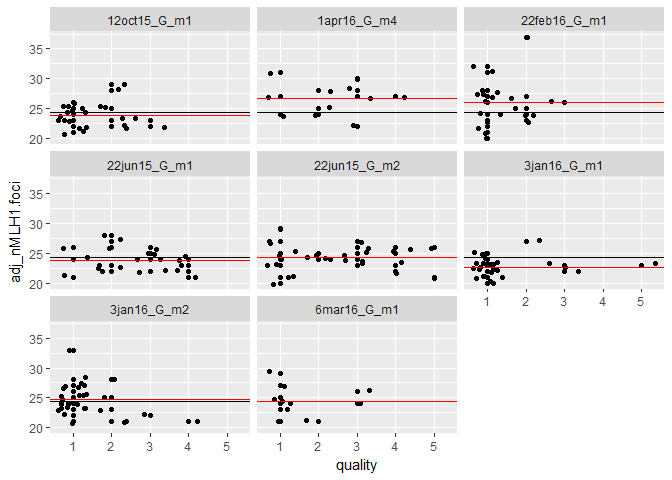 12oct15_G_m1 1apr16_G_m4 22feb16_G_m1
35
30
25
20
22jun15_G_m1 22jun15_G_m2 3jan16_G_m1
35
30
25
20
3jan16_G_m2 6mar16_G_m1
1 2 3 4 5
35
30
25
20
1 2 3 4 5 1 2 3 4 5
adj_nMLH1.foci
quality